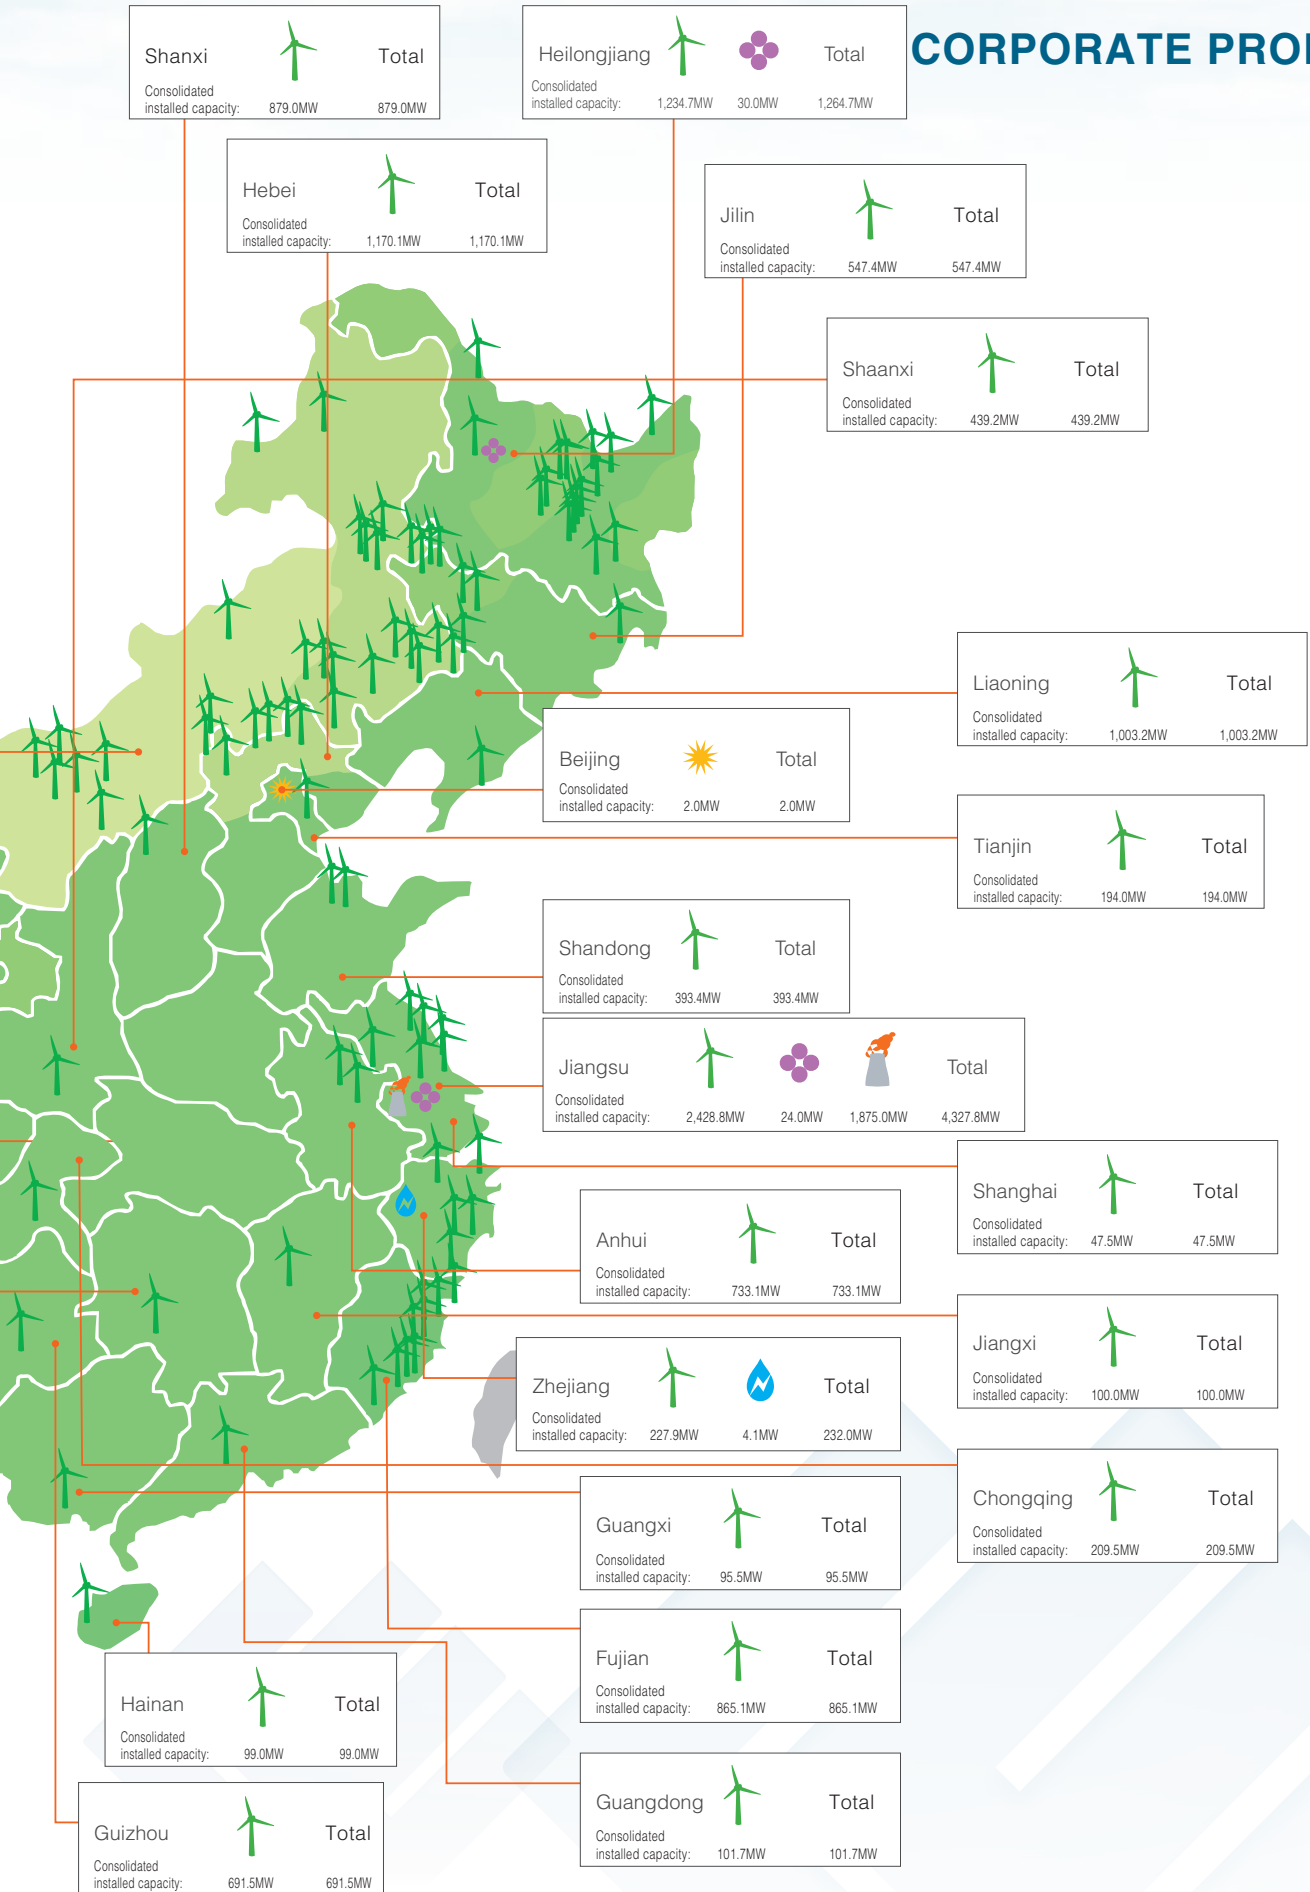 CORPORATE PROF
Shanxi Total
Consolidated
installed capacity: 879.0MW 879.0MW
Heilongjiang Total
Consolidated
installed capacity: 1,234.7MW 30.0MW 1,264.7MW
Hebei Total
Consolidated
installed capacity: 1,170.1MW 1,170.1MW
Jilin Total
Consolidated
installed capacity: 547.4MW 547.4MW
Shaanxi Total
Consolidated
installed capacity: 439.2MW 439.2MW
Liaoning Total
Consolidated
installed capacity: 1,003.2MW 1,003.2MW
Beijing Total
Consolidated
installed capacity: 2.0MW 2.0MW
Tianjin Total
Consolidated
installed capacity: 194.0MW 194.0MW
Shandong Total
Consolidated
installed capacity: 393.4MW 393.4MW
Jiangsu Total
Consolidated
installed capacity: 2,428.8MW 24.0MW 1,875.0MW 4,327.8MW
Shanghai Total
Consolidated
installed capacity: 47.5MW 47.5MW
Anhui Total
Consolidated
installed capacity: 733.1MW 733.1MW
Jiangxi Total
Consolidated
installed capacity: 100.0MW 100.0MW
Zhejiang Total
Consolidated
installed capacity: 227.9MW 4.1MW 232.0MW
Chongqing Total
Consolidated
installed capacity: 209.5MW 209.5MW
Guangxi Total
Consolidated
installed capacity: 95.5MW 95.5MW
Fujian Total
Consolidated
installed capacity: 865.1MW 865.1MW
Hainan Total
Consolidated
installed capacity: 99.0MW 99.0MW
Guangdong Total
Consolidated
installed capacity: 101.7MW 101.7MW
Guizhou Total
Consolidated
installed capacity: 691.5MW 691.5MW